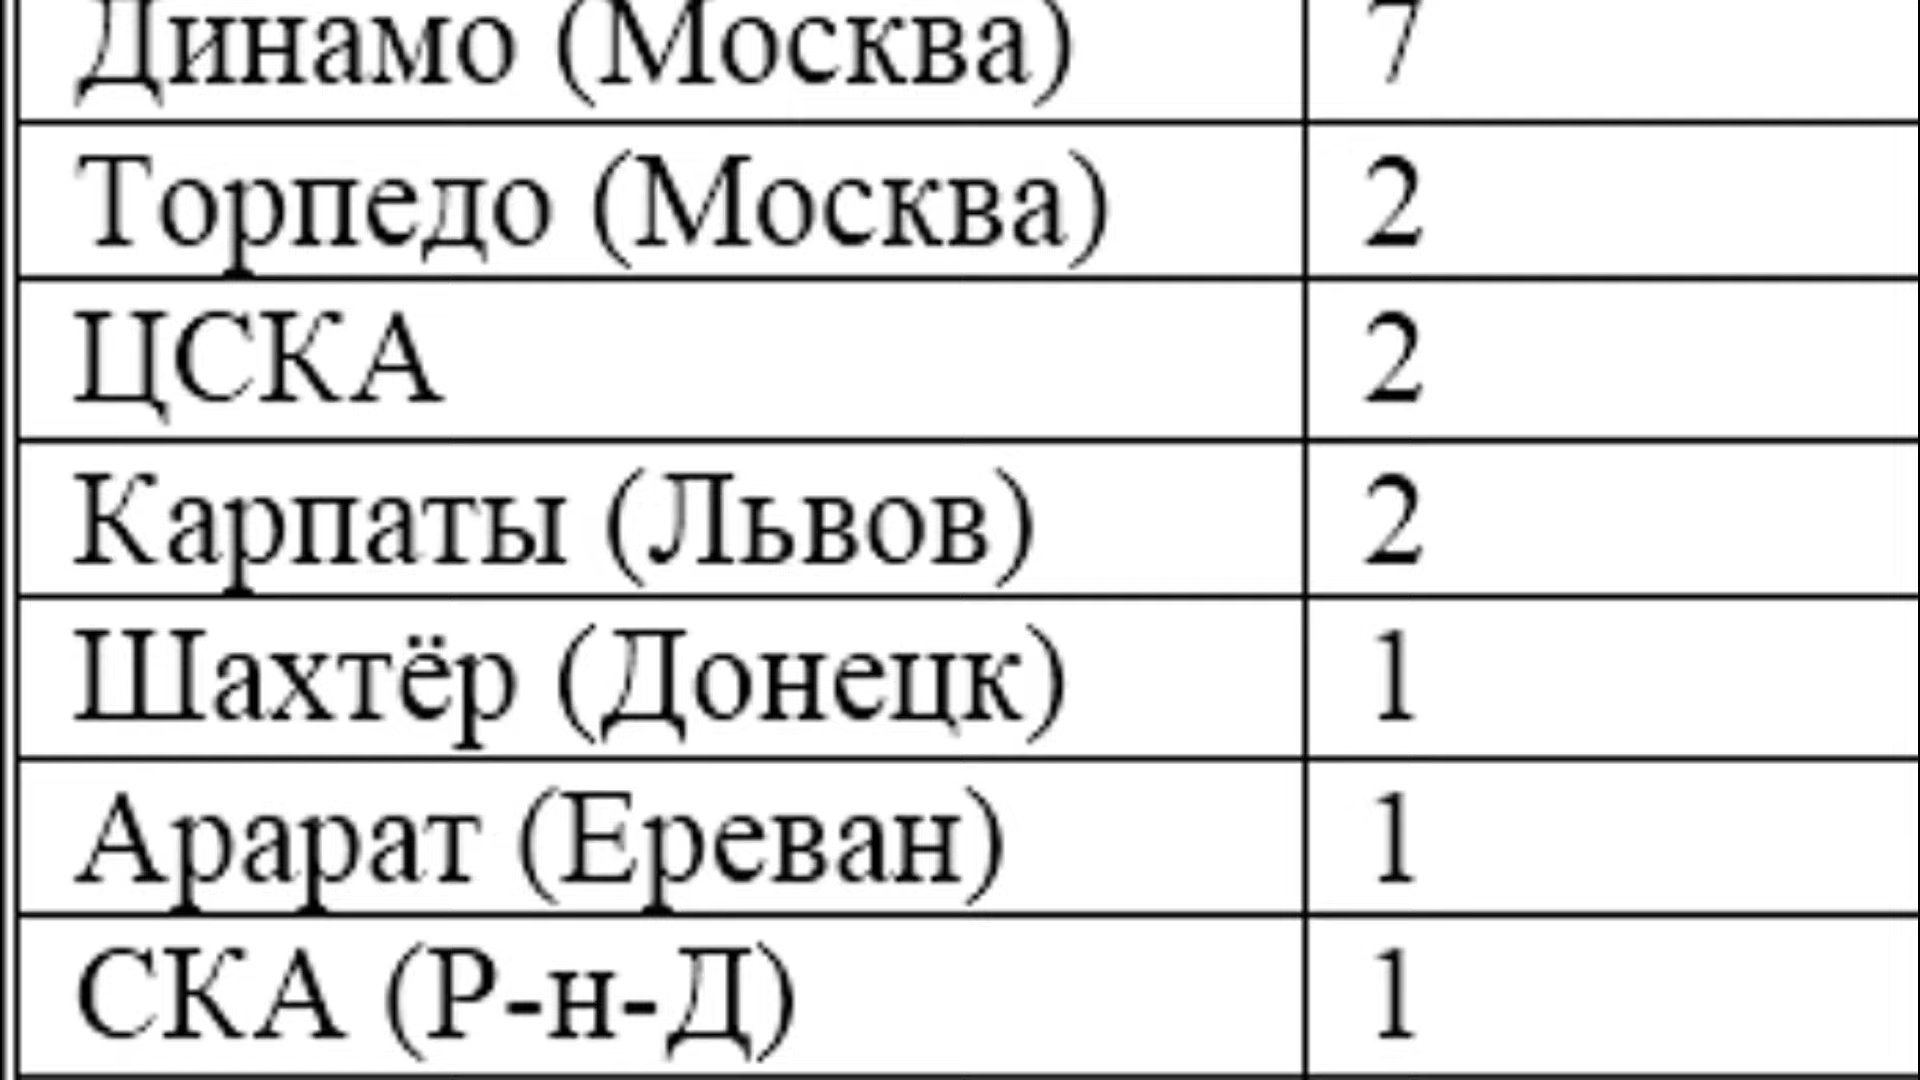 Динамо (Москва) 7
Торпедо (Москва) 2
ЦСКА 2
Карпаты (Львов) 2
Шахтёр (Донецк) 1
Арарат (Ереван) 1
СКА (Р-н-Д) 1